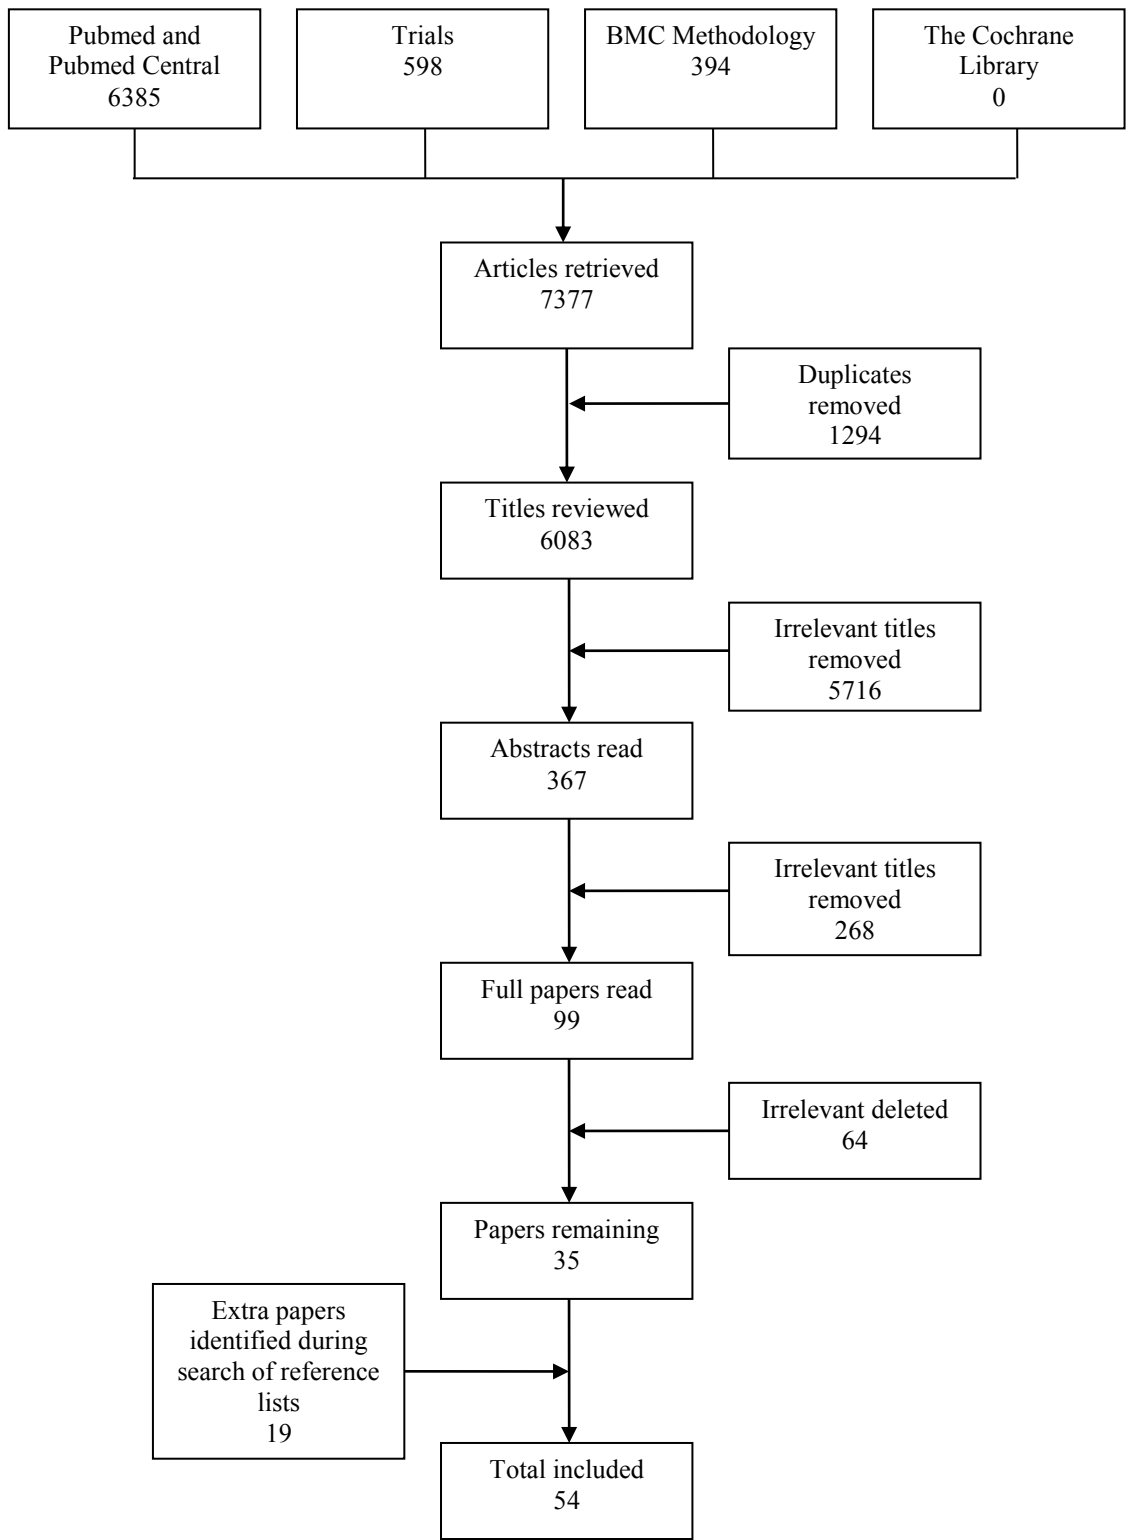 Pubmed and
Pubmed Central
6385
Trials
598
BMC Methodology
394
The Cochrane
Library
0
Articles retrieved
7377
Duplicates
removed
1294
Titles reviewed
6083
Irrelevant titles
removed
5716
Abstracts read
367
Irrelevant titles
removed
268
Full papers read
99
Irrelevant deleted
64
Papers remaining
35
Extra papers
identified during
search of reference
lists
19
Total included
54